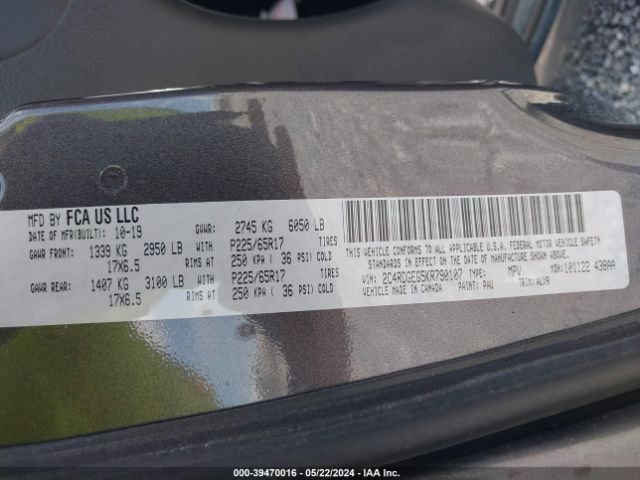 MFD BY FCA US LLC
DATE OF MFR(BUILT): 10-19 GVWR: 2745 KG 6050 LB
GAWR FRONT: 1339 KG 2950 LB WITH P225/65R17 TIRES
17X6.5 RIMS AT 250 KPA ( 36 PSI) COLD
GAWR REAR: 1407 KG 3100 LB WITH P225/65R17 TIRES
17X6.5 RIMS AT 250 KPA ( 36 PSI) COLD
THIS VEHICLE CONFORMS TO ALL APPLICABLE U.S.A. FEDERAL MOTOR VEHICLE SAFETY
STANDARDS IN EFFECT ON THE DATE OF MANUFACTURE SHOWN ABOVE.
VIN: 2C4RDGEG5KR790107 TYPE: MPV MDH:101122 438AA
MADE IN CANADA PAINT: PAU TRIM: ALV9
000-39470016 - 05/22/2024 - IAA Inc.